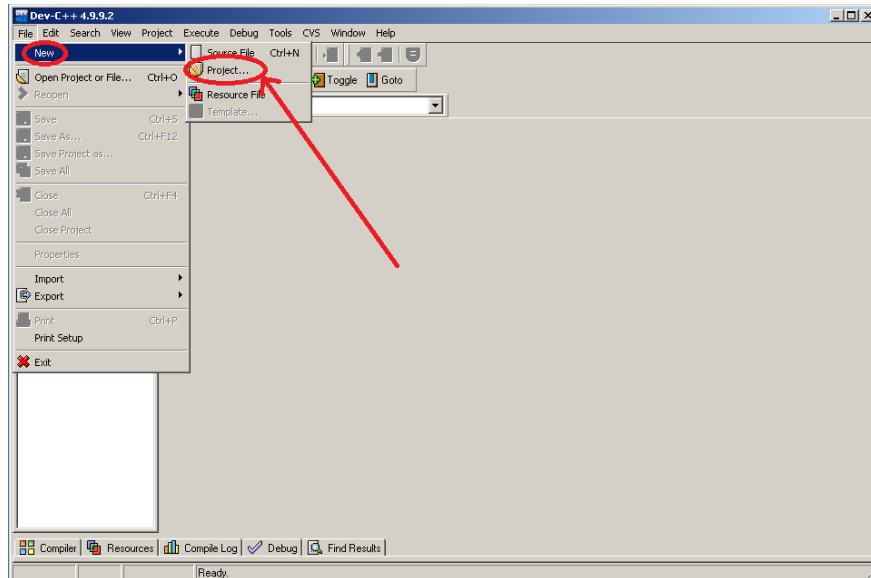 Dev-C++ 4.9.9.2
File Edit Search View Project Execute Debug Tools CVS Window Help
New
Source File Ctrl+N
Project...
Toggle Goto
Open Project or File... Ctrl+O
Reopen
Resource File
Template...
Save Ctrl+S
Save As... Ctrl+F12
Save Project as...
Save All
Close Ctrl+F4
Close All
Close Project
Properties
Import
Export
Print Ctrl+P
Print Setup
Exit
Compiler Resources Compile Log Debug Find Results
Ready.